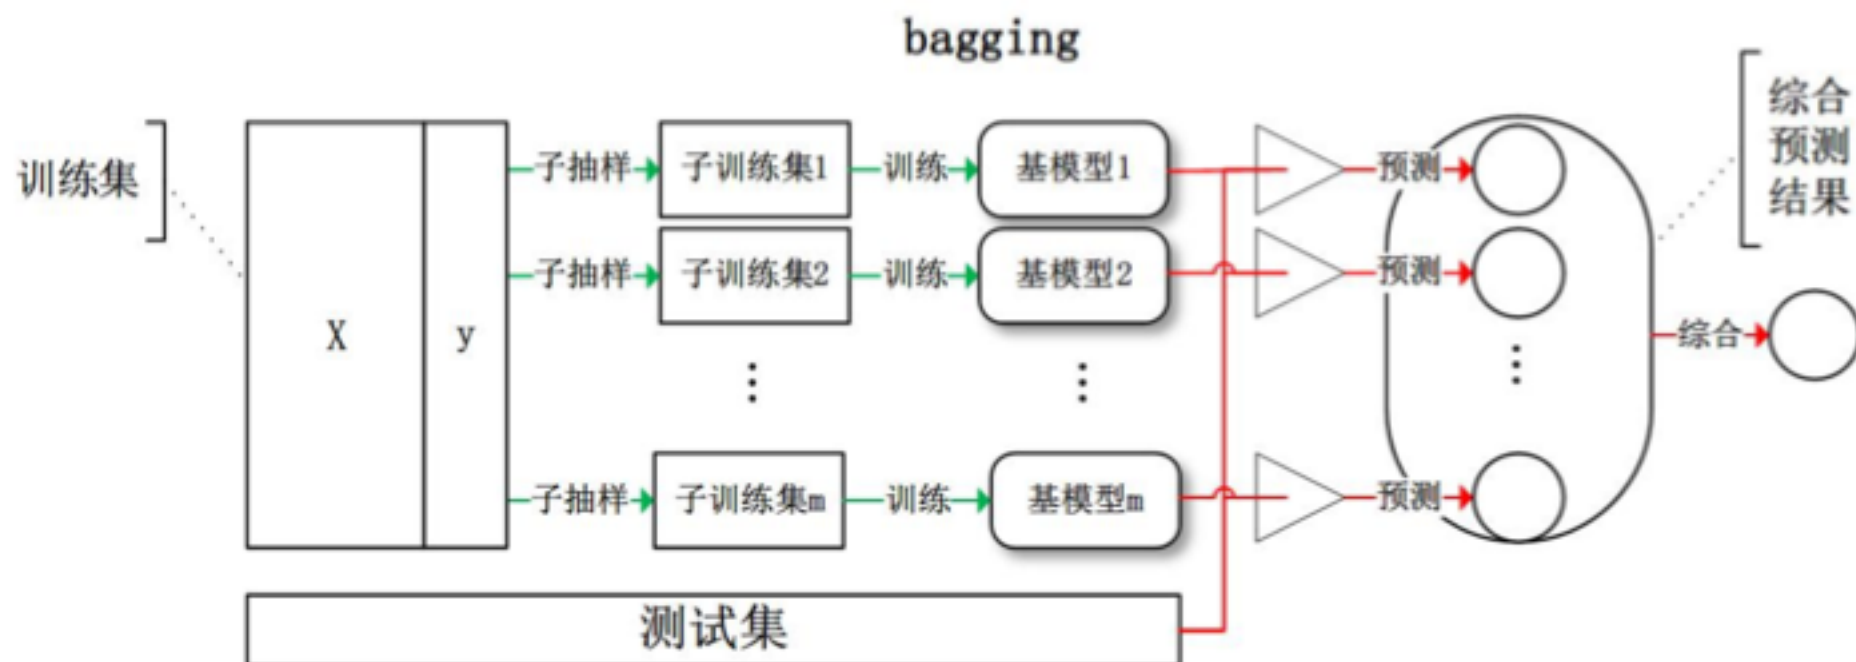 bagging
训练集
X
y
子抽样
子训练集1
训练
基模型1
预测
子抽样
子训练集2
训练
基模型2
预测
⋮
⋮
⋮
子抽样
子训练集m
训练
基模型m
预测
测试集
综合
预测
结果
综合